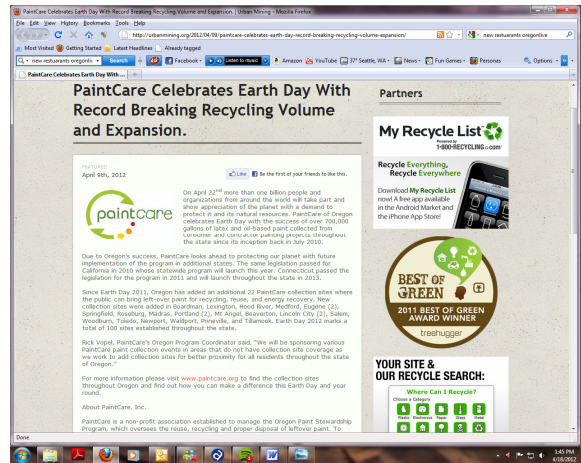 PaintCare Celebrates Earth Day With Record Breaking Recycling Volume and Expansion. | Urban Mining - Mozilla Firefox
File Edit View History Bookmarks Tools Help
http://urbanmining.org/2012/04/09/paintcare-celebrates-earth-day-record-breaking-recycling-volume-expansion/
new restuarants oregonlive
Most Visited Getting Started Latest Headlines Already tagged
new restuarants oregonliv Search Facebook Listen to music Amazon YouTube 37° Seattle, WA News Fun Games Personas Options
PaintCare Celebrates Earth Day With ...
PaintCare Celebrates Earth Day With
Record Breaking Recycling Volume
and Expansion.
FEATURED
April 9th, 2012
Like Be the first of your friends to like this.
paintcare
On April 22nd more than one billion people and
organizations from around the world will take part and
show appreciation of the planet with a demand to
protect it and its natural resources. PaintCare of Oregon
celebrates Earth Day with the success of over 700,000
gallons of latex and oil-based paint collected from
consumer and contractor painting projects throughout
the state since its inception back in July 2010.
Due to Oregon's success, PaintCare looks ahead to protecting our planet with future
implementation of the program in additional states. The same legislation passed for
California in 2010 whose statewide program will launch this year. Connecticut passed the
legislation for the program in 2011 and will launch throughout the state in 2013.
Since Earth Day 2011, Oregon has added an additional 22 PaintCare collection sites where
the public can bring left-over paint for recycling, reuse, and energy recovery. New
collection sites were added in Boardman, Lexington, Hood River, Medford, Eugene (2),
Springfield, Roseburg, Madras, Portland (2), Mt Angel, Beaverton, Lincoln City (2), Salem,
Woodburn, Toledo, Newport, Waldport, Prineville, and Tillamook. Earth Day 2012 marks a
total of 100 sites established throughout the state.
Rick Vopel, PaintCare's Oregon Program Coordinator said, "We will be sponsoring various
PaintCare paint collection events in areas that do not have collection site coverage as
we work to add collection sites for better proximity for all residents throughout the state
of Oregon."
For more information please visit www.paintcare.org to find the collection sites
throughout Oregon and find out how you can make a difference this Earth Day and year
round.
About PaintCare, Inc.
PaintCare is a non-profit association established to manage the Oregon Paint Stewardship
Program, which oversees the reuse, recycling and proper disposal of leftover paint. To
Partners
My Recycle List
Powered by
1-800-RECYCLING.com
Recycle Everything,
Recycle Everywhere
Download My Recycle List
now! A free app available
in the Android Market and
the iPhone App Store!
BEST OF
GREEN
2011 BEST OF GREEN
AWARD WINNER
treehugger
YOUR SITE &
OUR RECYCLE SEARCH:
Where Can I Recycle?
Choose a Category
Plastic Electronics Paper Glass Metal
Done
1:45 PM
4/18/2012